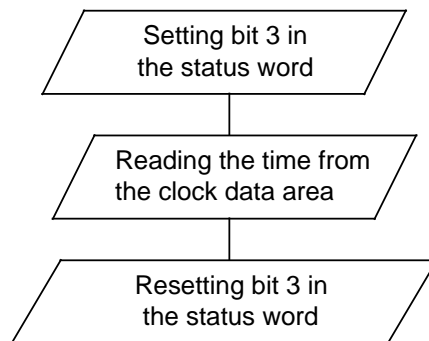 Setting bit 3 in
the status word
Reading the time from
the clock data area
Resetting bit 3 in
the status word